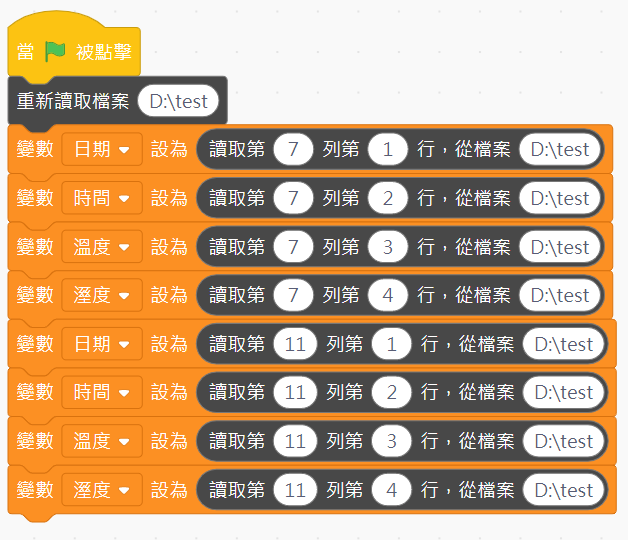 當 被點擊
重新讀取檔案 D:\test
變數 日期 設為 讀取第 7 列第 1 行，從檔案 D:\test
變數 時間 設為 讀取第 7 列第 2 行，從檔案 D:\test
變數 溫度 設為 讀取第 7 列第 3 行，從檔案 D:\test
變數 溼度 設為 讀取第 7 列第 4 行，從檔案 D:\test
變數 日期 設為 讀取第 11 列第 1 行，從檔案 D:\test
變數 時間 設為 讀取第 11 列第 2 行，從檔案 D:\test
變數 溫度 設為 讀取第 11 列第 3 行，從檔案 D:\test
變數 溼度 設為 讀取第 11 列第 4 行，從檔案 D:\test